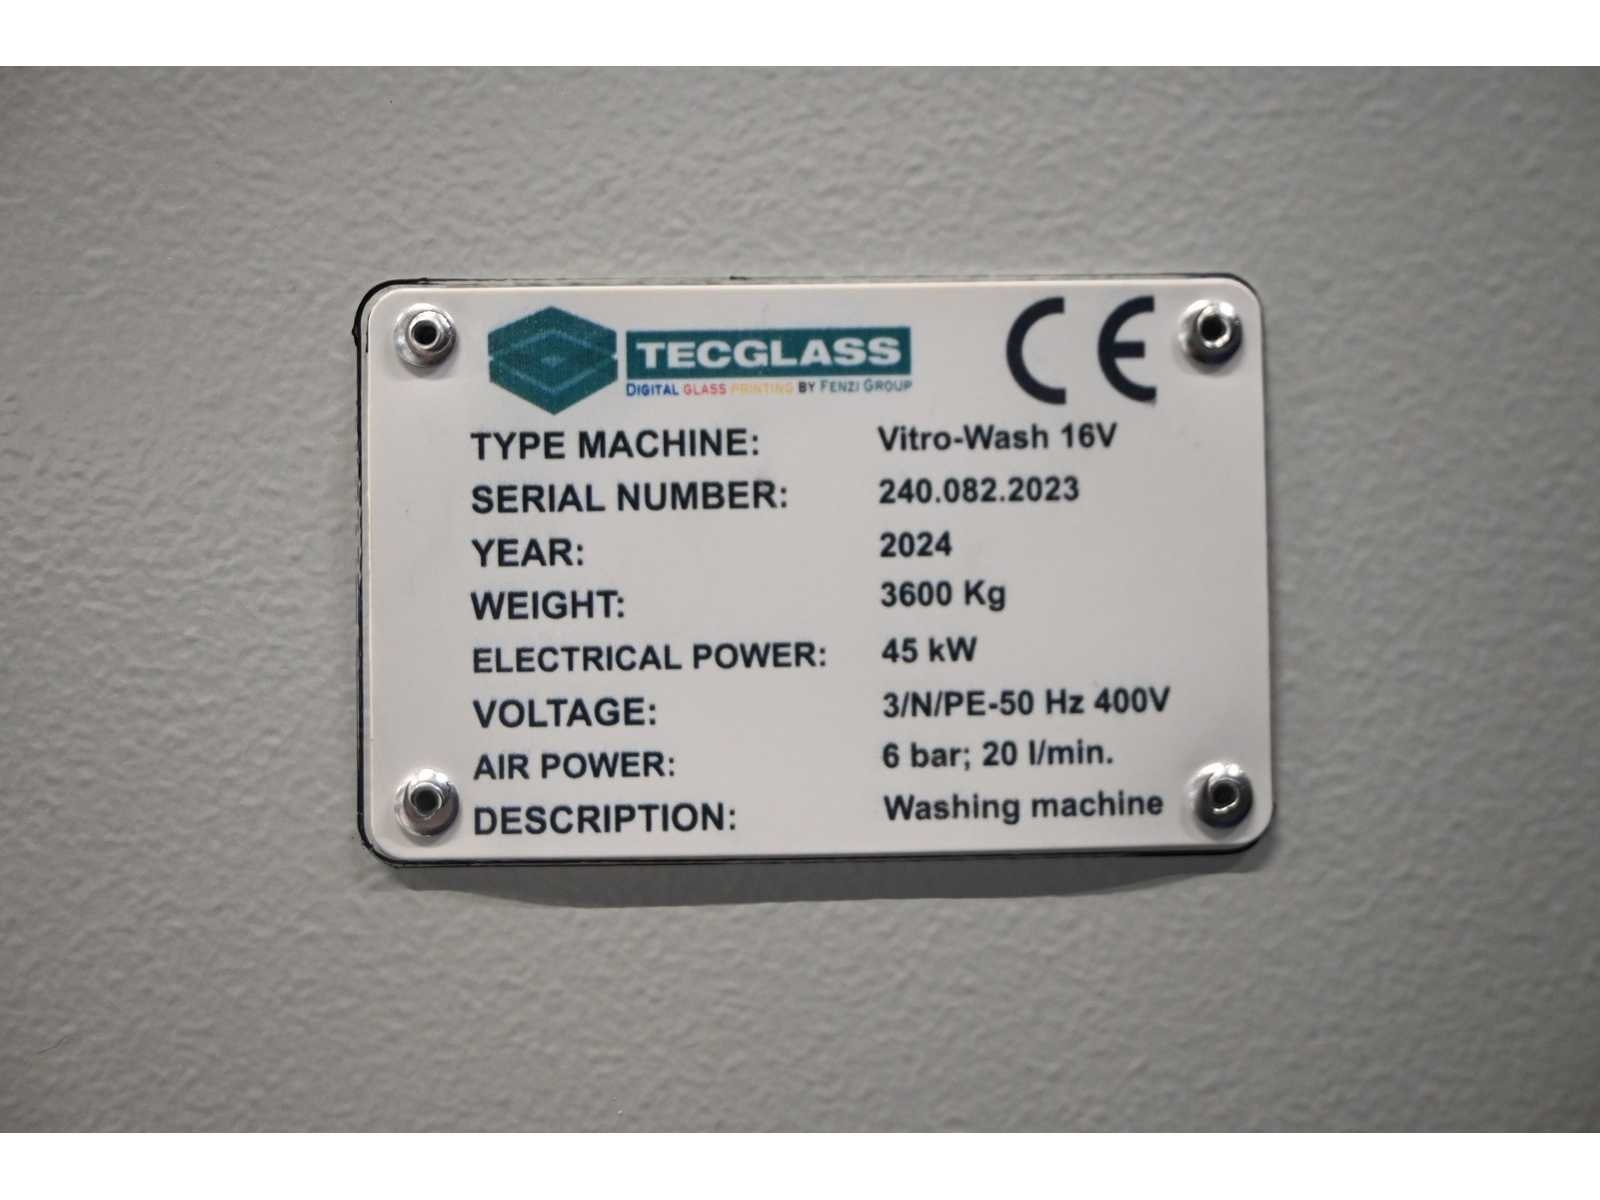 TECGLASS
DIGITAL GLASS PRINTING BY FENZI GROUP
CE
TYPE MACHINE: Vitro-Wash 16V
SERIAL NUMBER: 240.082.2023
YEAR: 2024
WEIGHT: 3600 Kg
ELECTRICAL POWER: 45 kW
VOLTAGE: 3/N/PE-50 Hz 400V
AIR POWER: 6 bar; 20 l/min.
DESCRIPTION: Washing machine